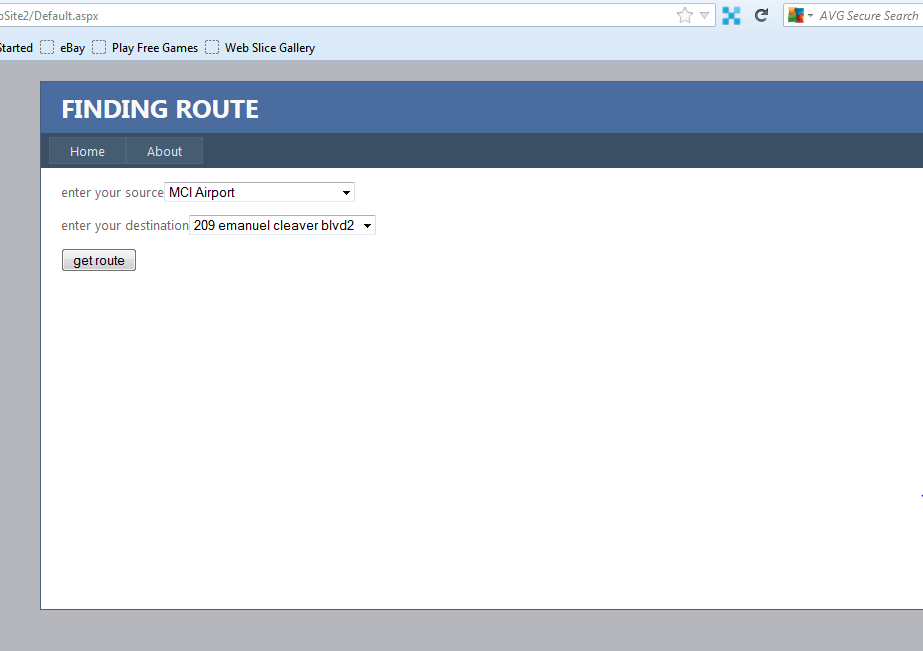 oSite2/Default.aspx
AVG Secure Search
Started eBay Play Free Games Web Slice Gallery
FINDING ROUTE
Home About
enter your source MCI Airport
enter your destination 209 emanuel cleaver blvd2
get route